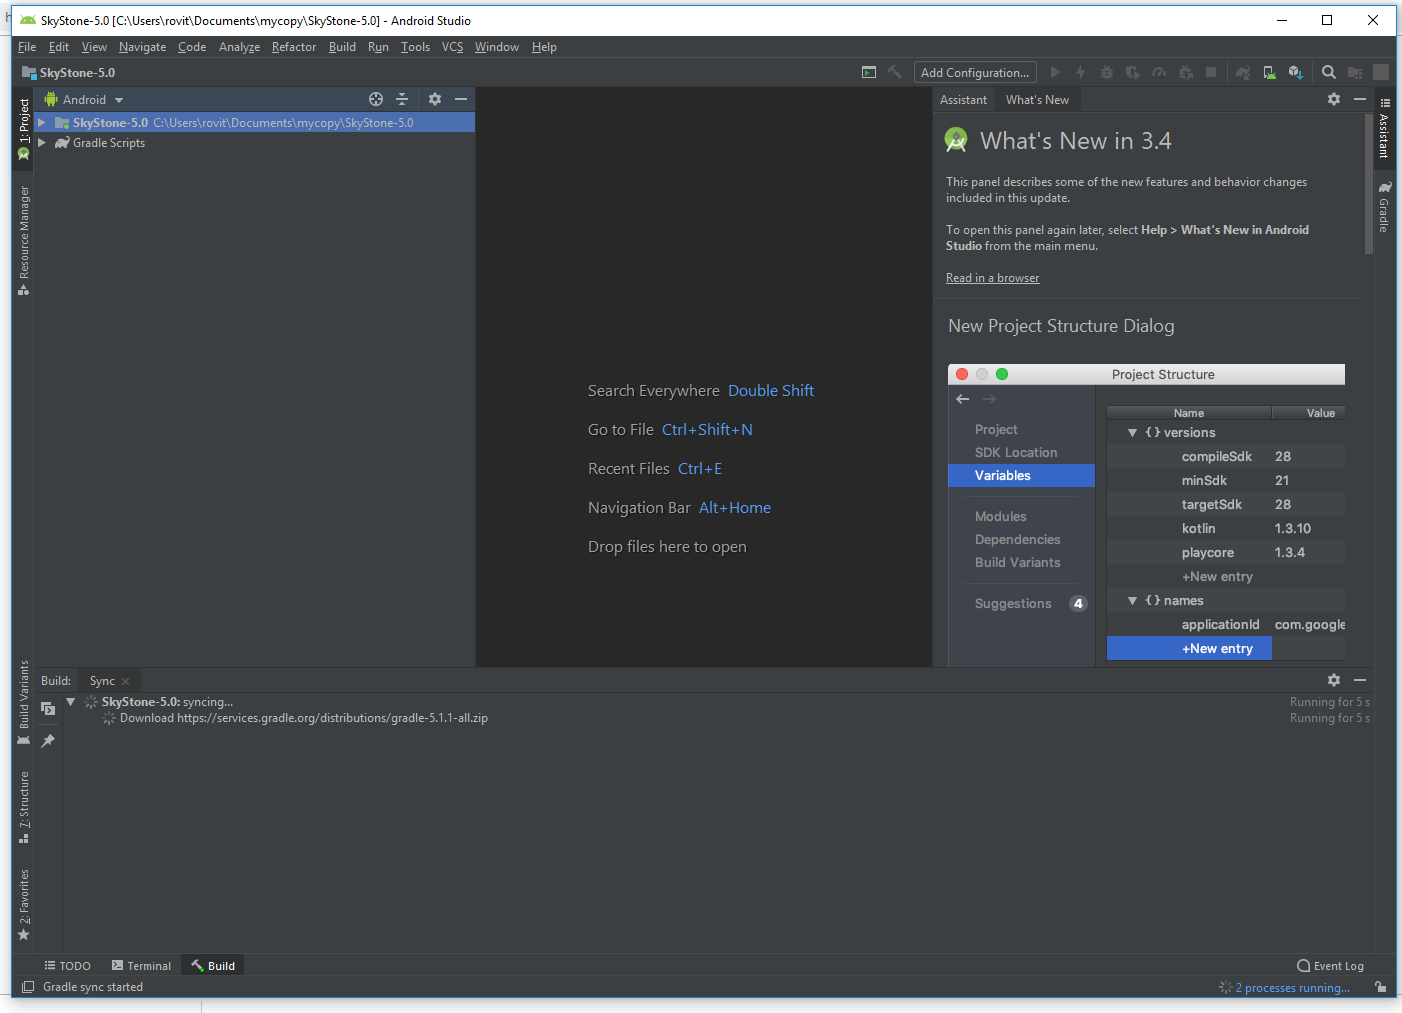 SkyStone-5.0 [C:\Users\rovit\Documents\mycopy\SkyStone-5.0] - Android Studio
File Edit View Navigate Code Analyze Refactor Build Run Tools VCS Window Help
SkyStone-5.0
Add Configuration...
1: Project
Resource Manager
Build Variants
7: Structure
2: Favorites
Android
SkyStone-5.0 C:\Users\rovit\Documents\mycopy\SkyStone-5.0
Gradle Scripts
Search Everywhere Double Shift
Go to File Ctrl+Shift+N
Recent Files Ctrl+E
Navigation Bar Alt+Home
Drop files here to open
Assistant What's New
What's New in 3.4
This panel describes some of the new features and behavior changes
included in this update.
To open this panel again later, select Help > What's New in Android
Studio from the main menu.
Read in a browser
New Project Structure Dialog
Project Structure
Project
SDK Location
Variables
Modules
Dependencies
Build Variants
Suggestions 4
Name Value
{} versions
compileSdk 28
minSdk 21
targetSdk 28
kotlin 1.3.10
playcore 1.3.4
+New entry
{} names
applicationId com.google
+New entry
Assistant
Gradle
Build: Sync
SkyStone-5.0: syncing... Running for 5 s
Download https://services.gradle.org/distributions/gradle-5.1.1-all.zip Running for 5 s
TODO Terminal Build Event Log
Gradle sync started 2 processes running...